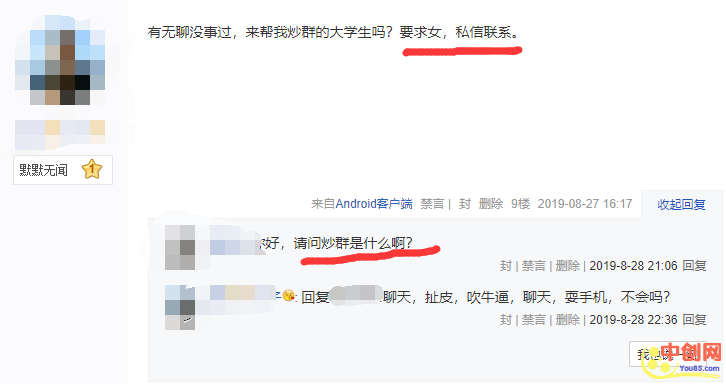 有无聊没事过，来帮我炒群的大学生吗？要求女，私信联系。
默默无闻 1
来自Android客户端 禁言 | 封 删除 9楼 2019-08-27 16:17 收起回复
好，请问炒群是什么啊？
封 | 禁言 | 删除 | 2019-8-28 21:06 回复
: 回复 聊天，扯皮，吹牛逼，聊天，耍手机，不会吗？
封 | 禁言 | 删除 | 2019-8-28 22:36 回复
我
中创网
You85.com